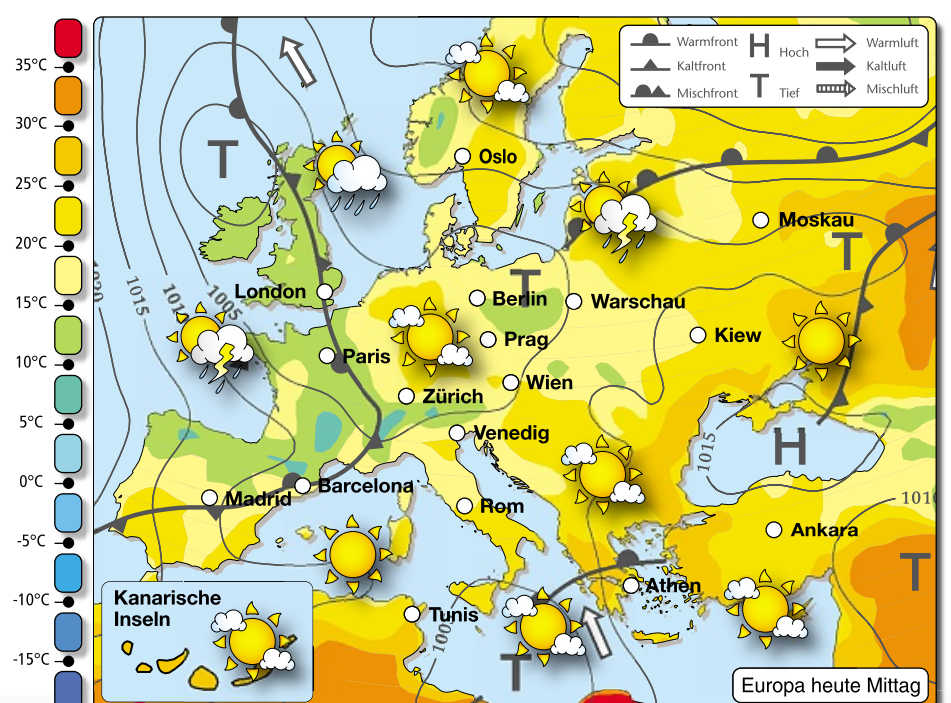 35°C
30°C
25°C
20°C
15°C
10°C
5°C
0°C
-5°C
-10°C
-15°C
Warmfront
Kaltfront
Mischfront
H Hoch
T Tief
Warmluft
Kaltluft
Mischluft
T
Oslo
Moskau
T
T
London
Berlin
Warschau
1015
1005
Paris
Prag
Kiew
Zürich
Wien
Venedig
H
1015
Madrid
Barcelona
Rom
1010
Ankara
T
Athen
Tunis
T
Kanarische
Inseln
Europa heute Mittag